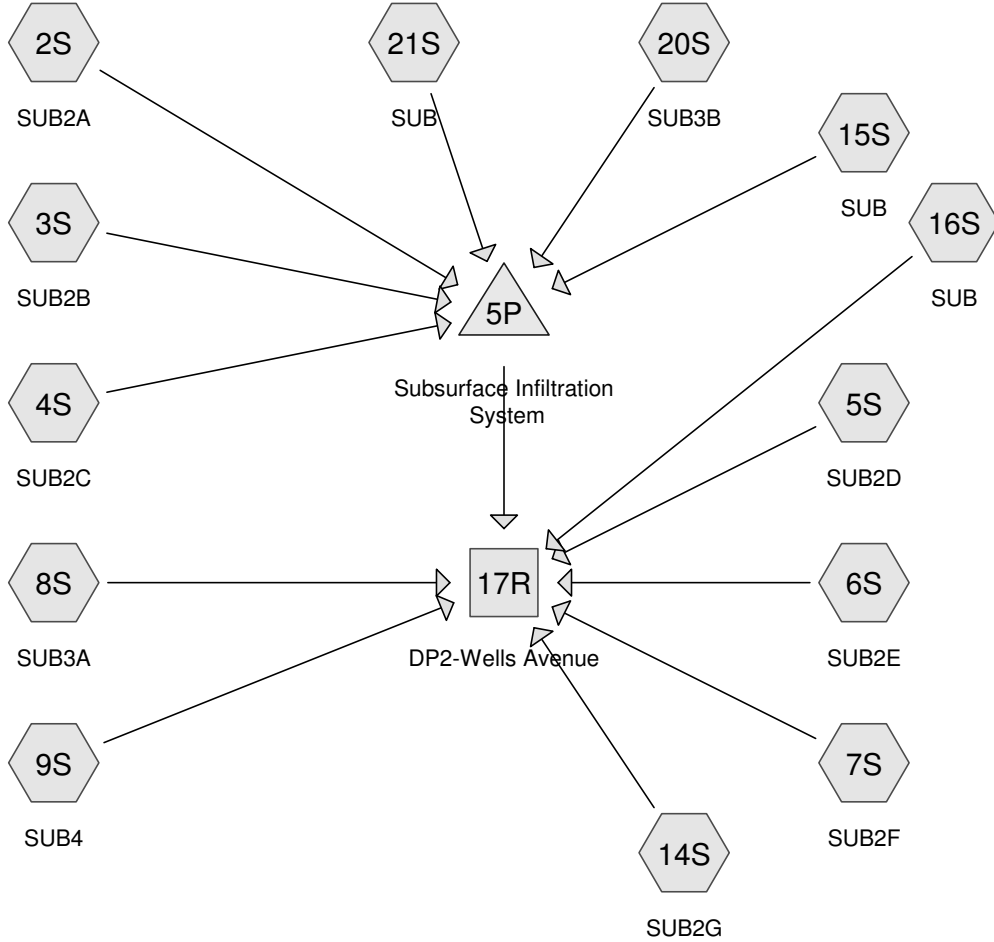 2S
SUB2A
21S
SUB
20S
SUB3B
15S
SUB
3S
SUB2B
16S
SUB
5P
Subsurface Infiltration
System
4S
SUB2C
5S
SUB2D
8S
SUB3A
17R
DP2-Wells Avenue
6S
SUB2E
9S
SUB4
7S
SUB2F
14S
SUB2G